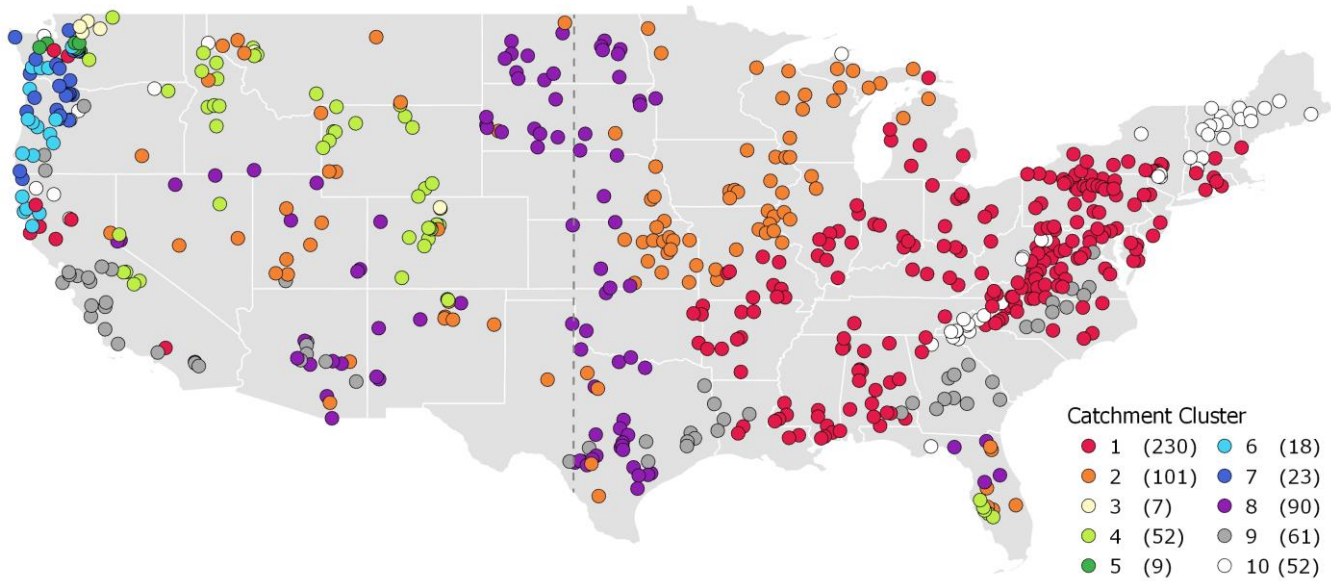 Catchment Cluster
1 (230) 6 (18)
2 (101) 7 (23)
3 (7) 8 (90)
4 (52) 9 (61)
5 (9) 10 (52)